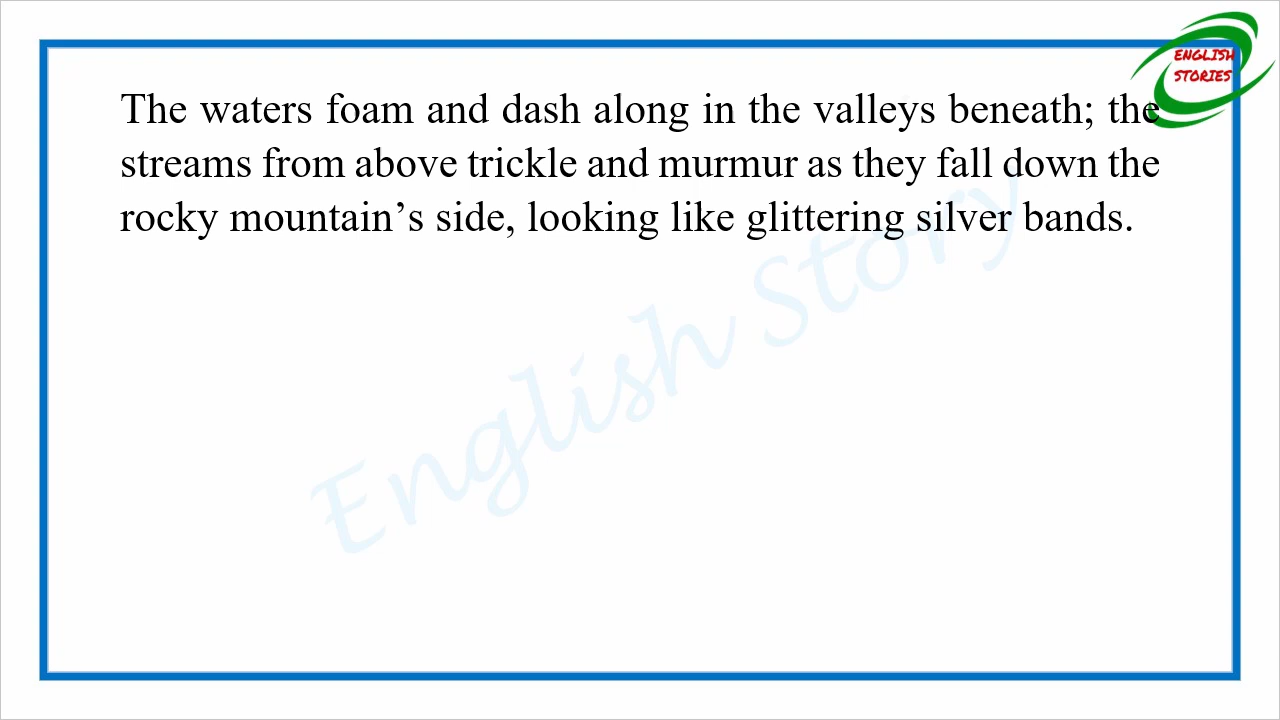 ENGLISH
STORIES
The waters foam and dash along in the valleys beneath; the
streams from above trickle and murmur as they fall down the
rocky mountain’s side, looking like glittering silver bands.
English Story